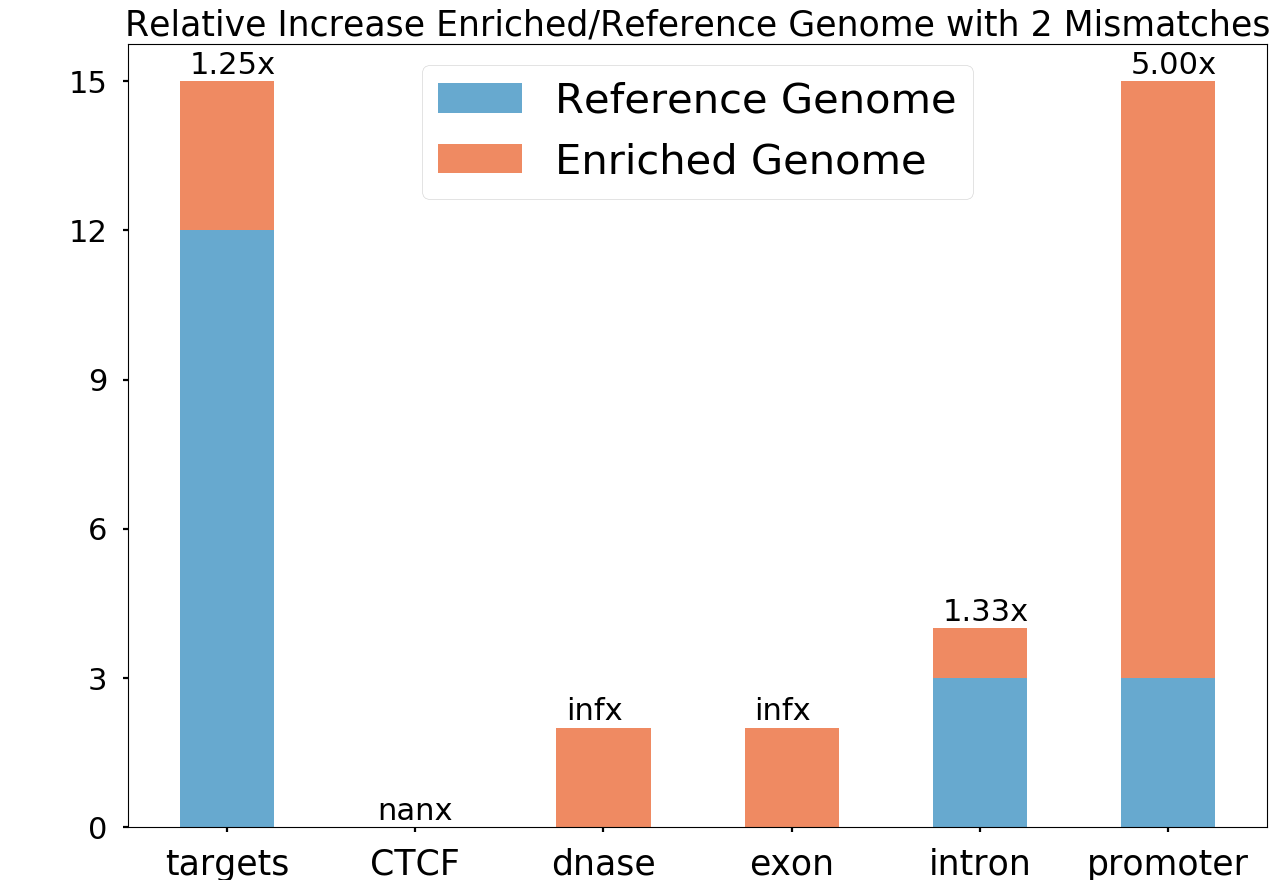 Relative Increase Enriched/Reference Genome with 2 Mismatches
1.25x
5.00x
15
Reference Genome
Enriched Genome
12
9
6
1.33x
3
infx
infx
nanx
0
targets
CTCF
dnase
exon
intron
promoter